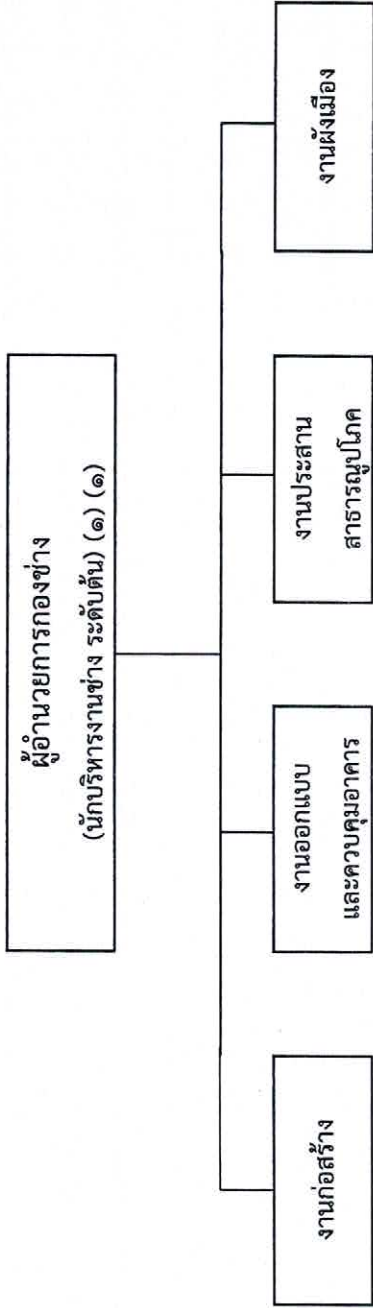 ผู้อำนวยการกองช่าง
(นักบริหารงานช่าง ระดับต้น) (๑) (๑)
งานก่อสร้าง
งานออกแบบ
และควบคุมอาคาร
งานประสาน
สาธารณูปโภค
งานผังเมือง